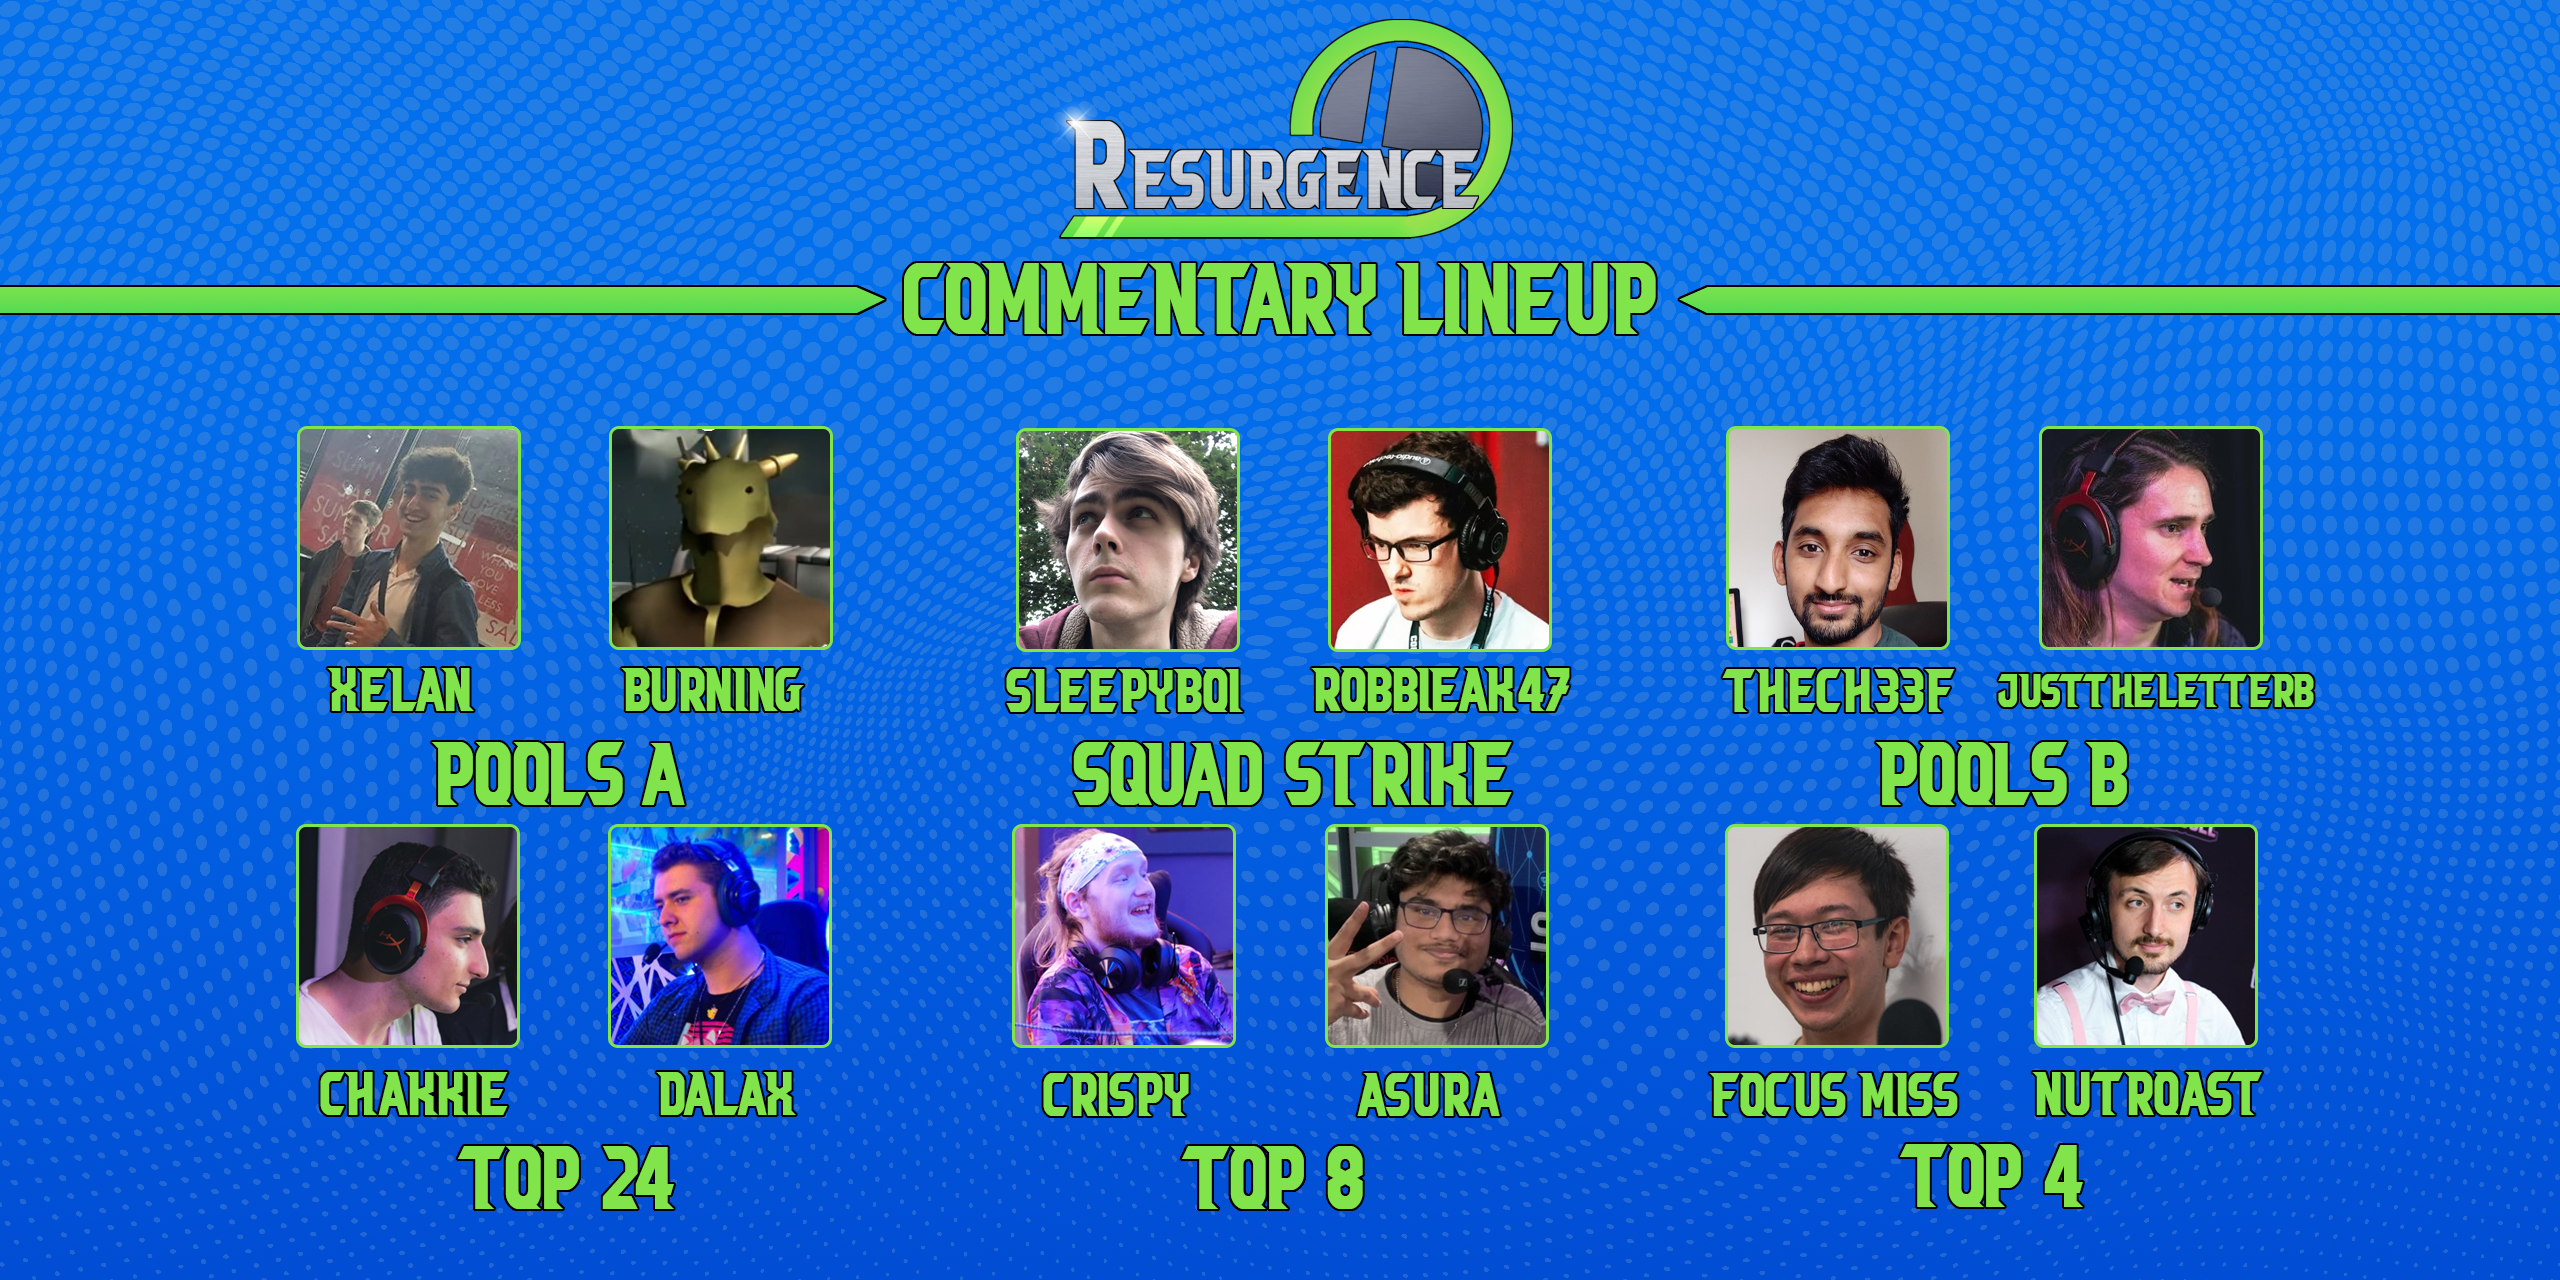 RESURGENCE
COMMENTARY LINEUP
XELAN
BURNING
SLEEPYBOI
ROBBIEAK47
THECH33F
JUSTTHELETTERB
POOLS A
SQUAD STRIKE
POOLS B
CHAKKIE
DALAX
CRISPY
ASURA
FOCUS MISS
NUTROAST
TOP 24
TOP 8
TOP 4